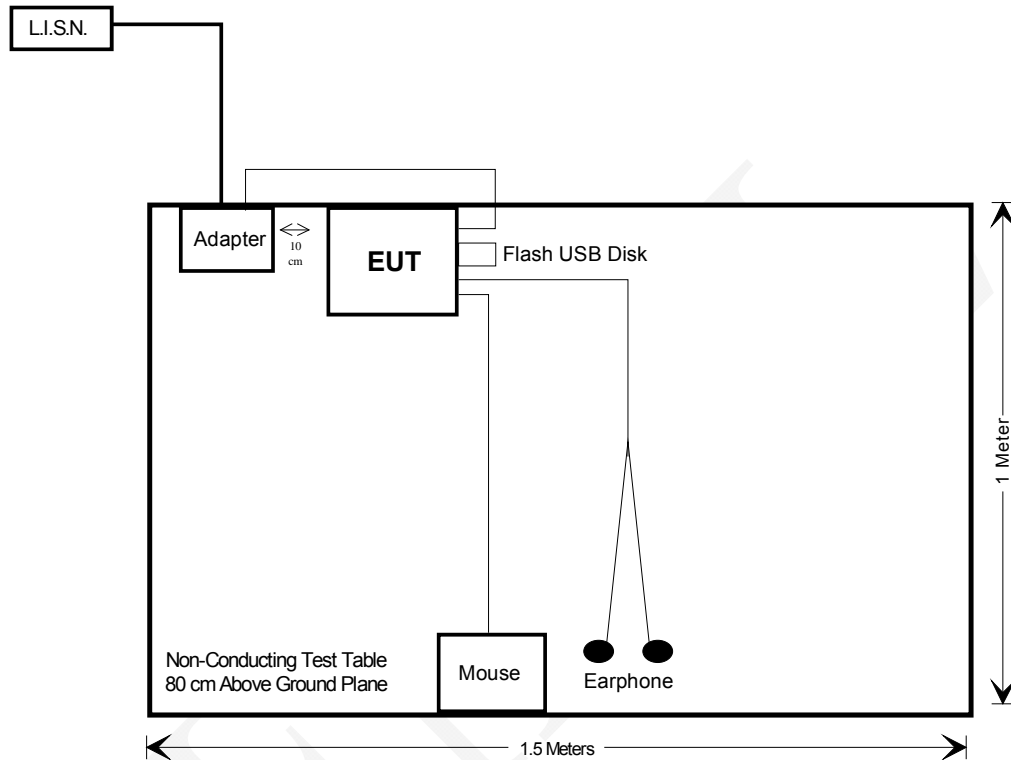 L.I.S.N.
Adapter
10
cm
EUT
Flash USB Disk
1 Meter
Non-Conducting Test Table
80 cm Above Ground Plane
Mouse
Earphone
1.5 Meters